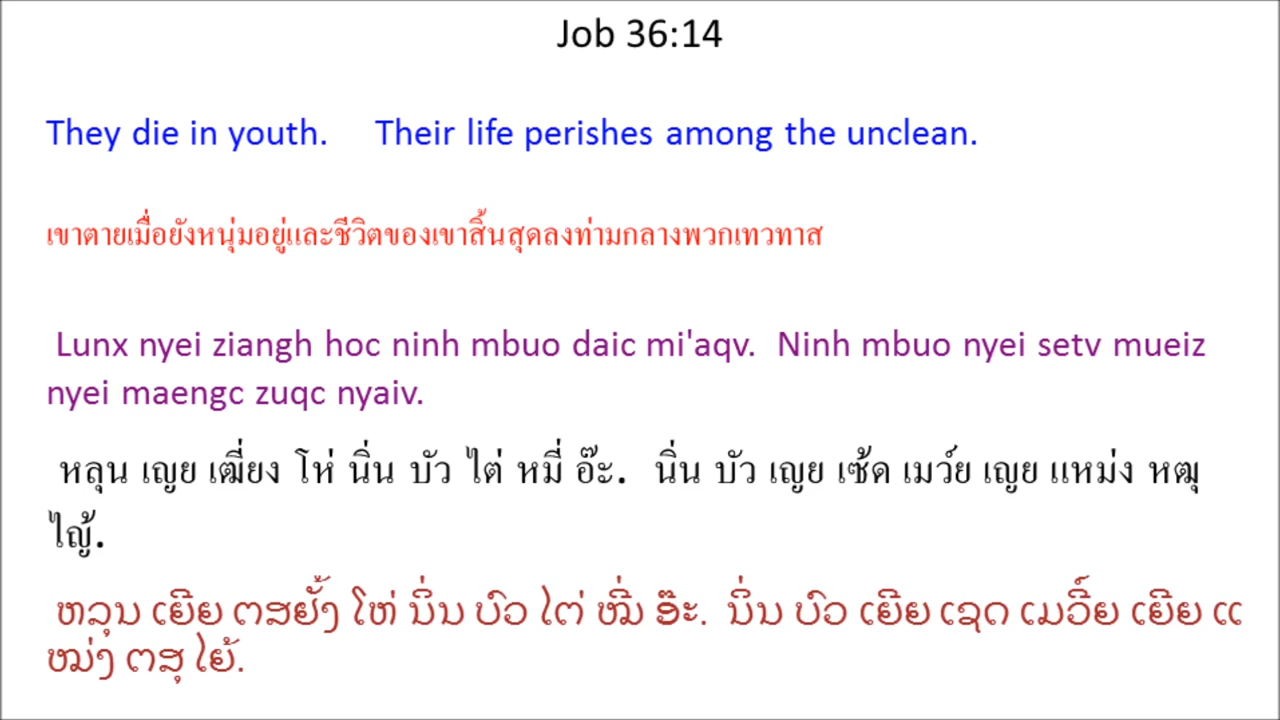 Job 36:14
They die in youth. Their life perishes among the unclean.
เขาตายเมื่อยังหนุ่มอยู่และชีวิตของเขาสิ้นสุดลงท่ามกลางพวกเทวทาส
Lunx nyei ziangh hoc ninh mbuo daic mi'aqv. Ninh mbuo nyei setv mueiz
nyei maengc zuqc nyaiv.
หลุน เญย เฒี่ยง โห่ นิ่น บัว ไต่ หมี่ อ๊ะ. นิ่น บัว เญย เซ้ด เมว์ย เญย แหม่ง หฒุ
ไญ้.
ຫລຸນ ເຍີຍ ຕສຢັ້ງ ໂຫ່ ນິ່ນ ບົວ ໄຕ່ ໝີ່ ອ໊ະ. ນິ່ນ ບົວ ເຍີຍ ເຊດ ເມວີ໌ຍ ເຍີຍ ແ
ໝ່ງ ຕສຸ ໄຍ້.